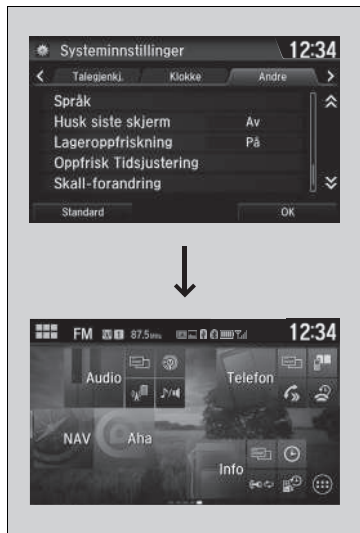 Systeminnstillinger 12:34
Talegjenkj. Klokke Andre
Språk
Husk siste skjerm Av
Lageroppfriskning På
Oppfrisk Tidsjustering
Skall-forandring
Standard OK
FM 87.5MHz 12:34
Audio Telefon
NAV Aha
Info